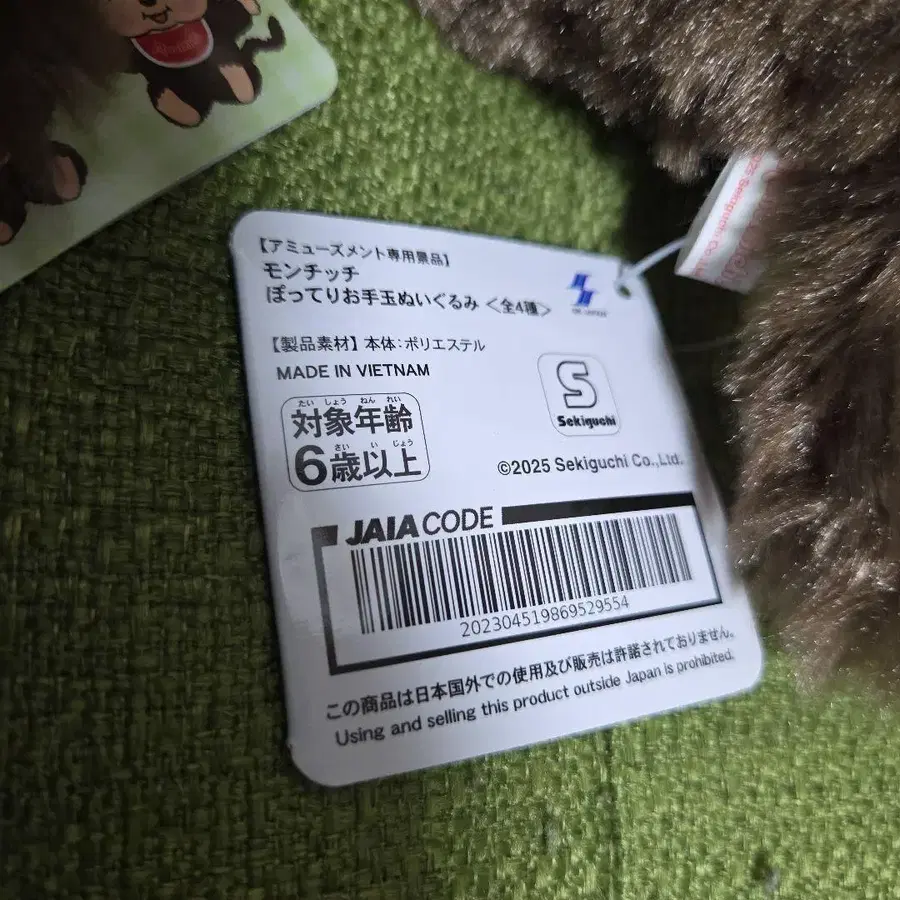 【アミューズメント専用景品】
モンチッチ
ぽってりお手玉ぬいぐるみ <全4種>
【製品素材】本体:ポリエステル
MADE IN VIETNAM
たい しょう ねん れい
対象年齢
さい い じょう
6歳以上
S
Sekiguchi
©2025 Sekiguchi Co.,Ltd.
JAIA CODE
202304519869529554
この商品は日本国外での使用及び販売は許諾されておりません。
Using and selling this product outside Japan is prohibited.
2025 Sekiguchi Co.,Ltd